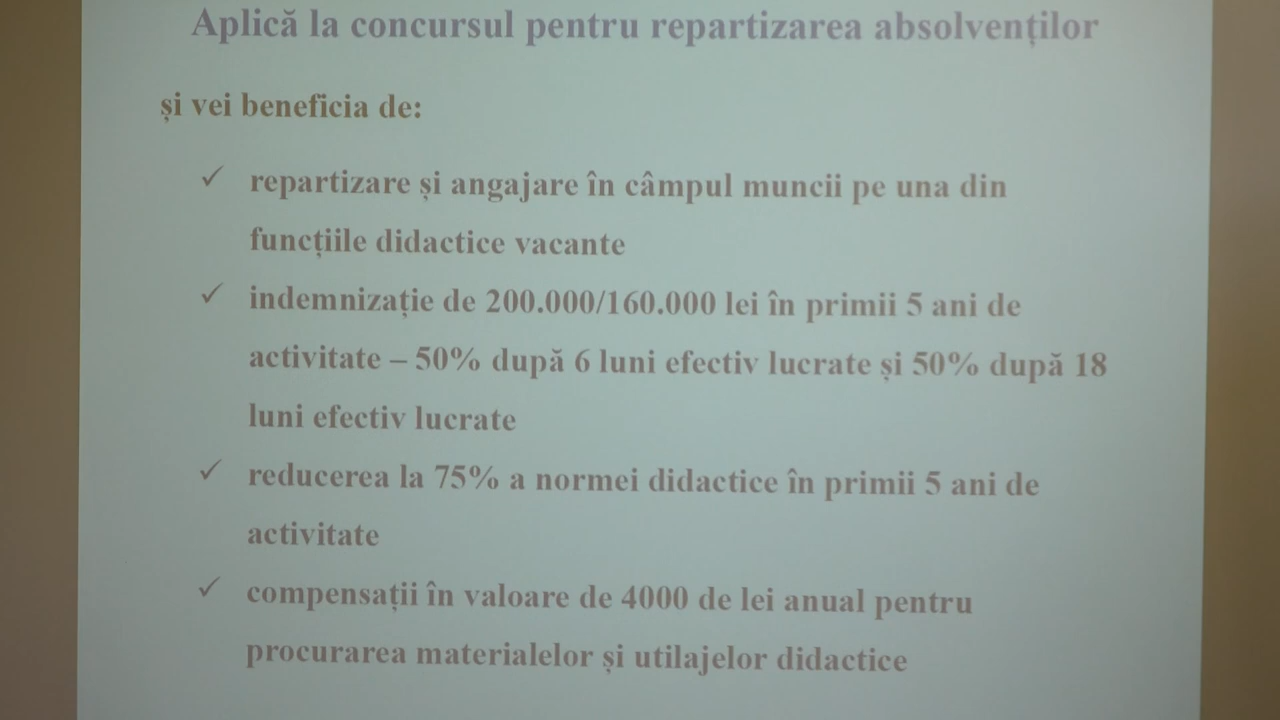 Aplică la concursul pentru repartizarea absolvenților
și vei beneficia de:
✓ repartizare și angajare în câmpul muncii pe una din
funcțiile didactice vacante
✓ indemnizație de 200.000/160.000 lei în primii 5 ani de
activitate – 50% după 6 luni efectiv lucrate și 50% după 18
luni efectiv lucrate
✓ reducerea la 75% a normei didactice în primii 5 ani de
activitate
✓ compensații în valoare de 4000 de lei anual pentru
procurarea materialelor și utilajelor didactice